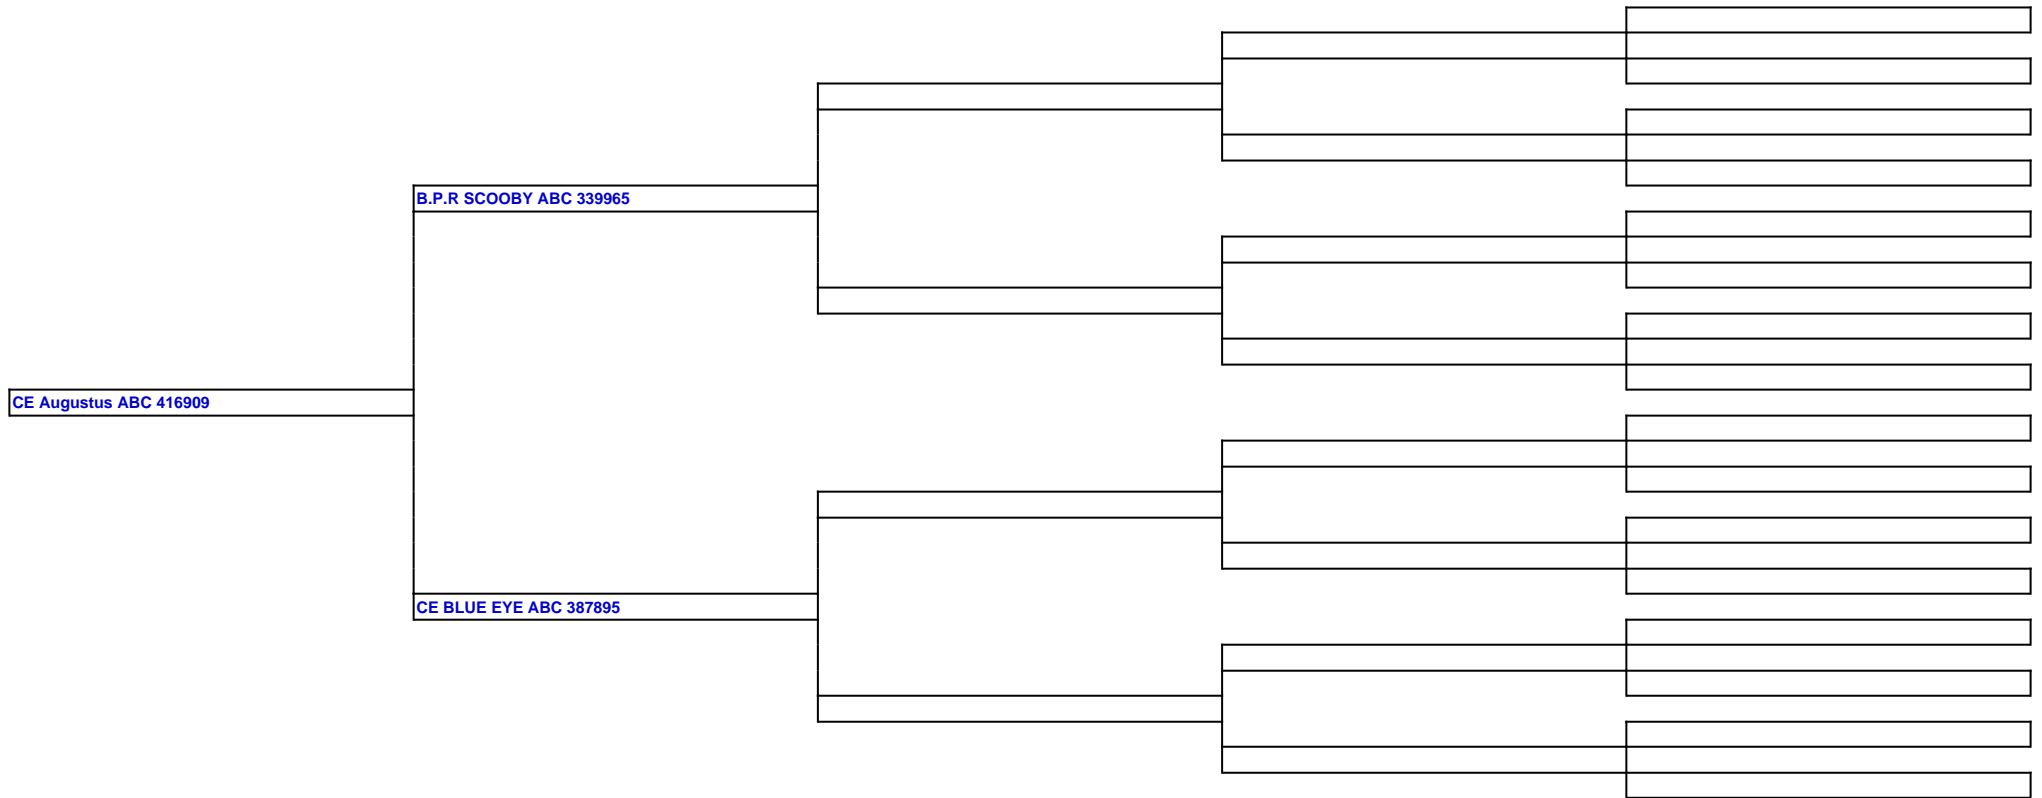 B.P.R SCOOBY ABC 339965
CE Augustus ABC 416909
CE BLUE EYE ABC 387895